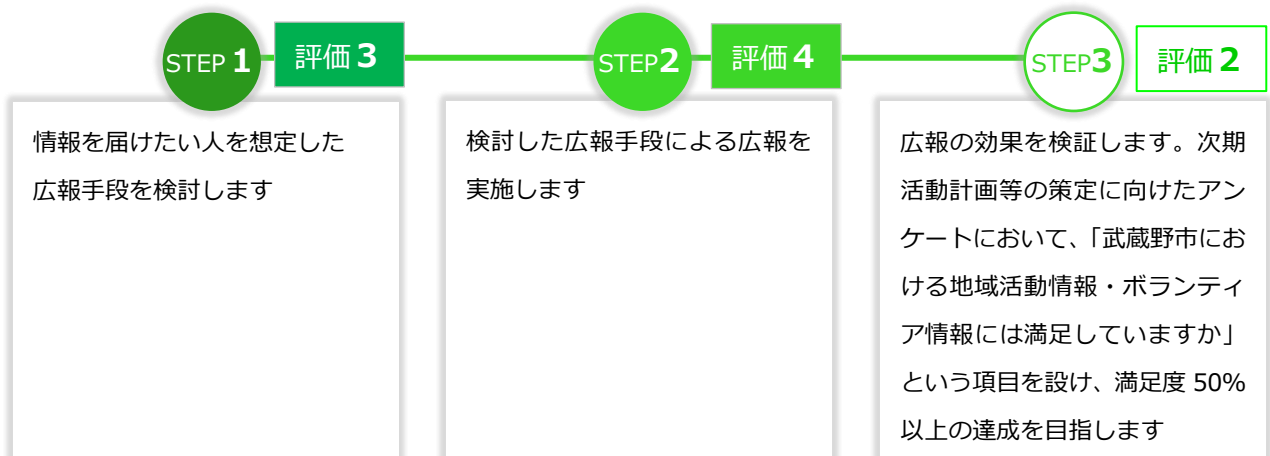 STEP 1
評価 3
STEP2
評価 4
STEP3
評価 2
情報を届けたい人を想定した
広報手段を検討します
検討した広報手段による広報を
実施します
広報の効果を検証します。次期
活動計画等の策定に向けたアン
ケートにおいて、「武蔵野市にお
ける地域活動情報・ボランティ
ア情報には満足していますか」
という項目を設け、満足度 50%
以上の達成を目指します